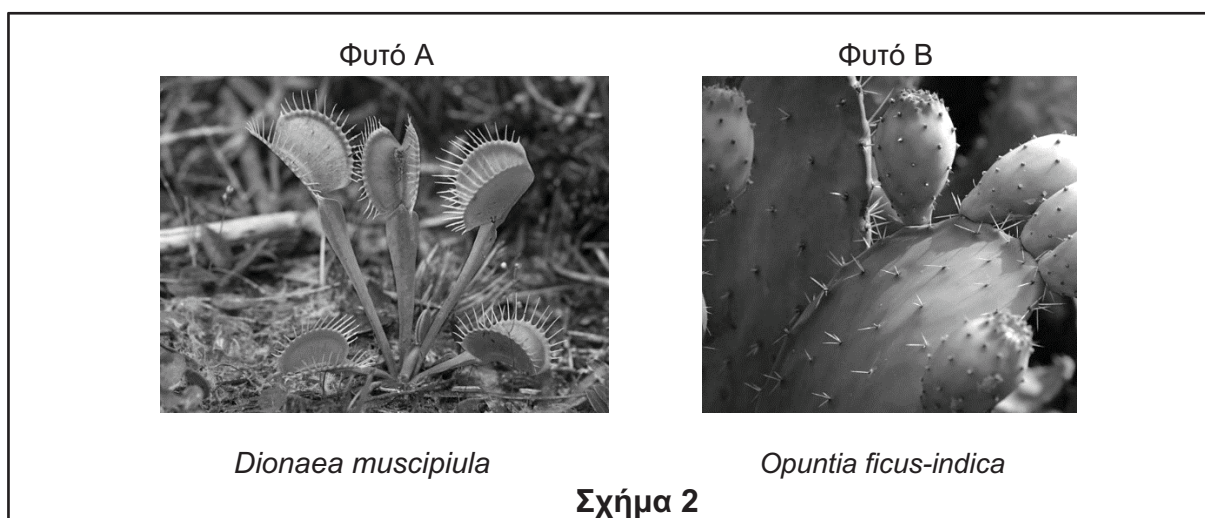 Φυτό Α
Φυτό Β
Dionaea muscipiula
Opuntia ficus-indica
Σχήμα 2